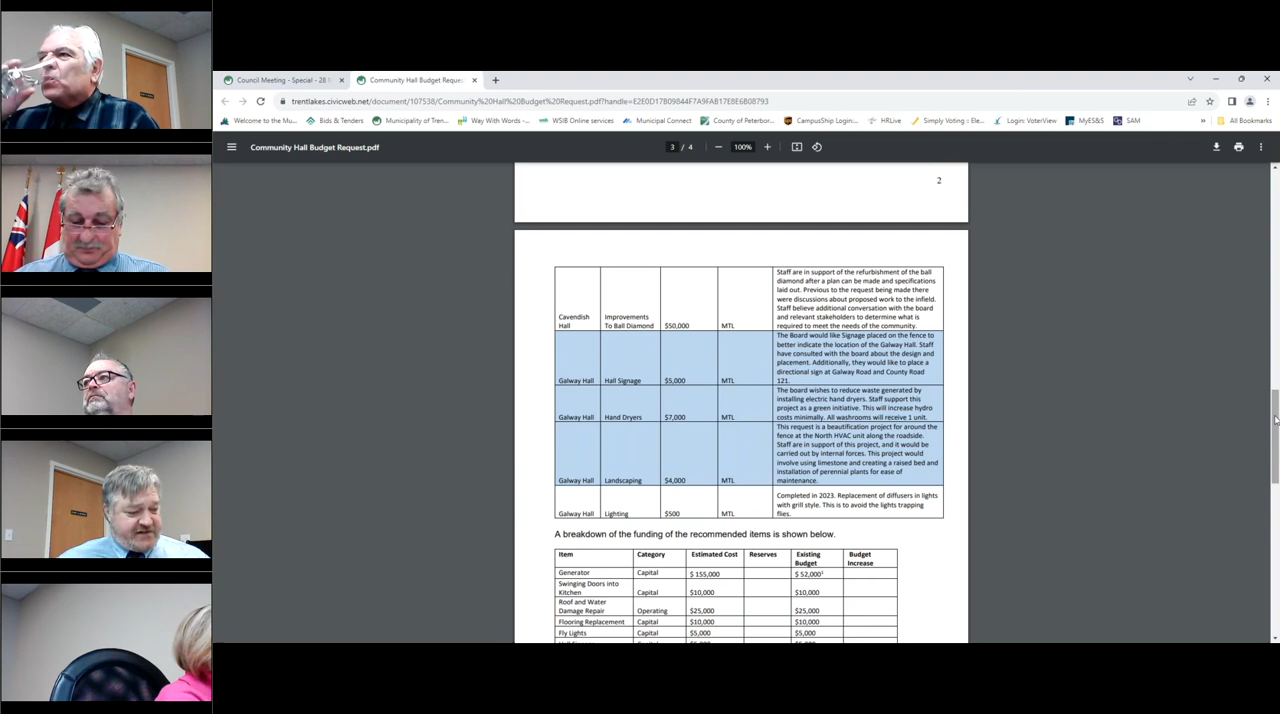 Council Meeting - Special - 28
Community Hall Budget Reque
trentlakes.civicweb.net/document/107538/Community%20Hall%20Budget%20Request.pdf?handle=E2E0D17B09844F7A9FAB17E8E6B08793
Welcome to the Mu... Bids & Tenders Municipality of Tren... Way With Words -... WSIB Online services Municipal Connect County of Peterbor... CampusShip Login:... HRLive Simply Voting :: Ele... Login: VoterView MyES&S SAM » All Bookmarks
Community Hall Budget Request.pdf 3 / 4 100%
2
Staff are in support of the refurbishment of the ball
diamond after a plan can be made and specifications
laid out. Previous to the request being made there
were discussions about proposed work to the infield.
Staff believe additional conversation with the board
Cavendish Improvements and relevant stakeholders to determine what is
Hall To Ball Diamond $50,000 MTL required to meet the needs of the community.
The Board would like Signage placed on the fence to
better indicate the location of the Galway Hall. Staff
have consulted with the board about the design and
placement. Additionally, they would like to place a
directional sign at Galway Road and County Road
Galway Hall Hall Signage $5,000 MTL 121.
The board wishes to reduce waste generated by
installing electric hand dryers. Staff support this
project as a green initiative. This will increase hydro
Galway Hall Hand Dryers $7,000 MTL costs minimally. All washrooms will receive 1 unit.
This request is a beautification project for around the
fence at the North HVAC unit along the roadside.
Staff are in support of this project, and it would be
carried out by internal forces. This project would
involve using limestone and creating a raised bed and
installation of perennial plants for ease of
Galway Hall Landscaping $4,000 MTL maintenance.
Completed in 2023. Replacement of diffusers in lights
with grill style. This is to avoid the lights trapping
Galway Hall Lighting $500 MTL flies.
A breakdown of the funding of the recommended items is shown below.
Item Category Estimated Cost Reserves Existing Budget
Budget Increase
Generator Capital $ 155,000 $ 52,000¹
Swinging Doors into
Kitchen Capital $10,000 $10,000
Roof and Water
Damage Repair Operating $25,000 $25,000
Flooring Replacement Capital $10,000 $10,000
Fly Lights Capital $5,000 $5,000